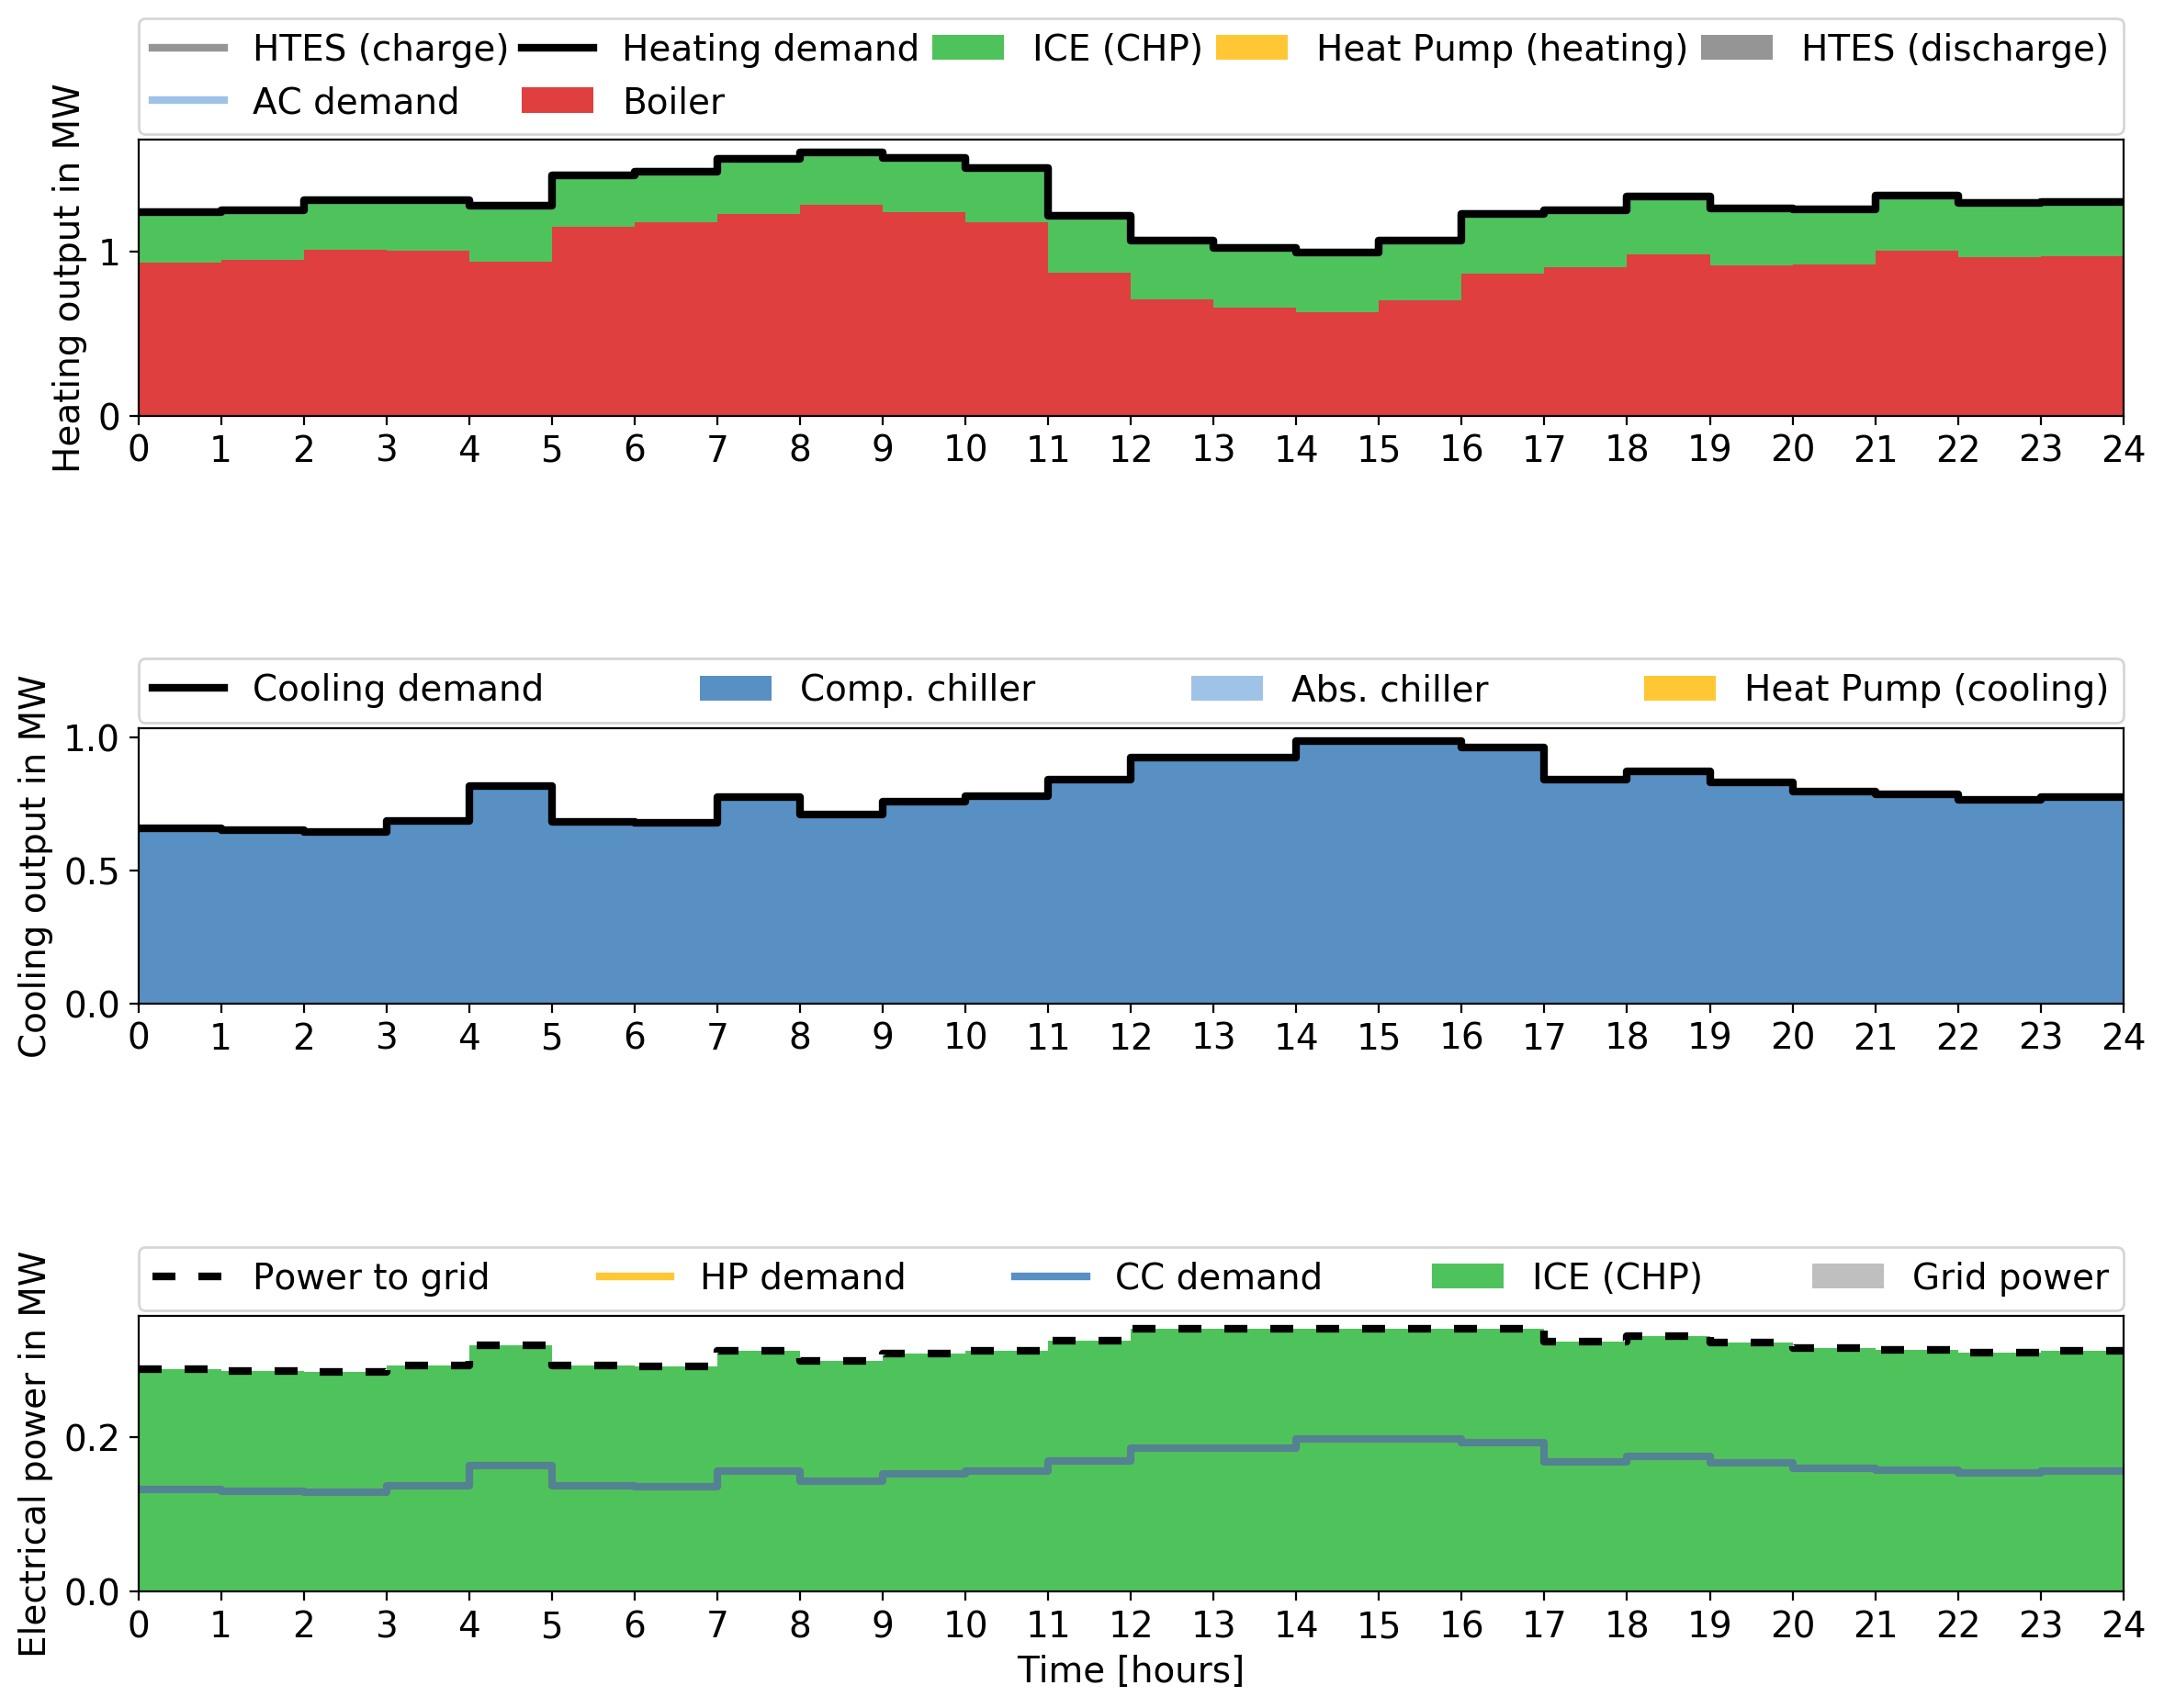 HTES (charge) Heating demand ICE (CHP) Heat Pump (heating) HTES (discharge)
AC demand Boiler
Heating output in MW
1
0
0 1 2 3 4 5 6 7 8 9 10 11 12 13 14 15 16 17 18 19 20 21 22 23 24
Cooling demand Comp. chiller Abs. chiller Heat Pump (cooling)
Cooling output in MW
1.0
0.5
0.0
0 1 2 3 4 5 6 7 8 9 10 11 12 13 14 15 16 17 18 19 20 21 22 23 24
Power to grid HP demand CC demand ICE (CHP) Grid power
Electrical power in MW
0.2
0.0
0 1 2 3 4 5 6 7 8 9 10 11 12 13 14 15 16 17 18 19 20 21 22 23 24
Time [hours]